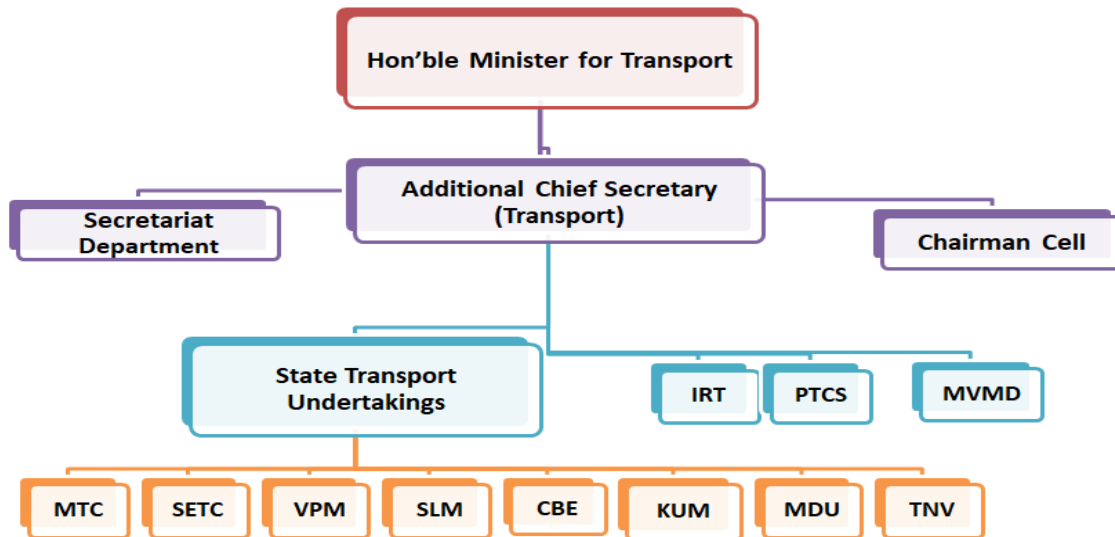 Hon’ble Minister for Transport
Additional Chief Secretary
(Transport)
Secretariat
Department
Chairman Cell
State Transport
Undertakings
IRT
PTCS
MVMD
MTC
SETC
VPM
SLM
CBE
KUM
MDU
TNV